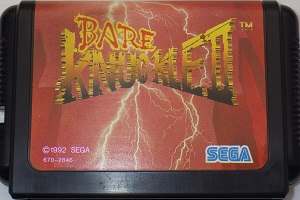 BARE
KNUCKLE II ™
©1992 SEGA
670-2646
SEGA